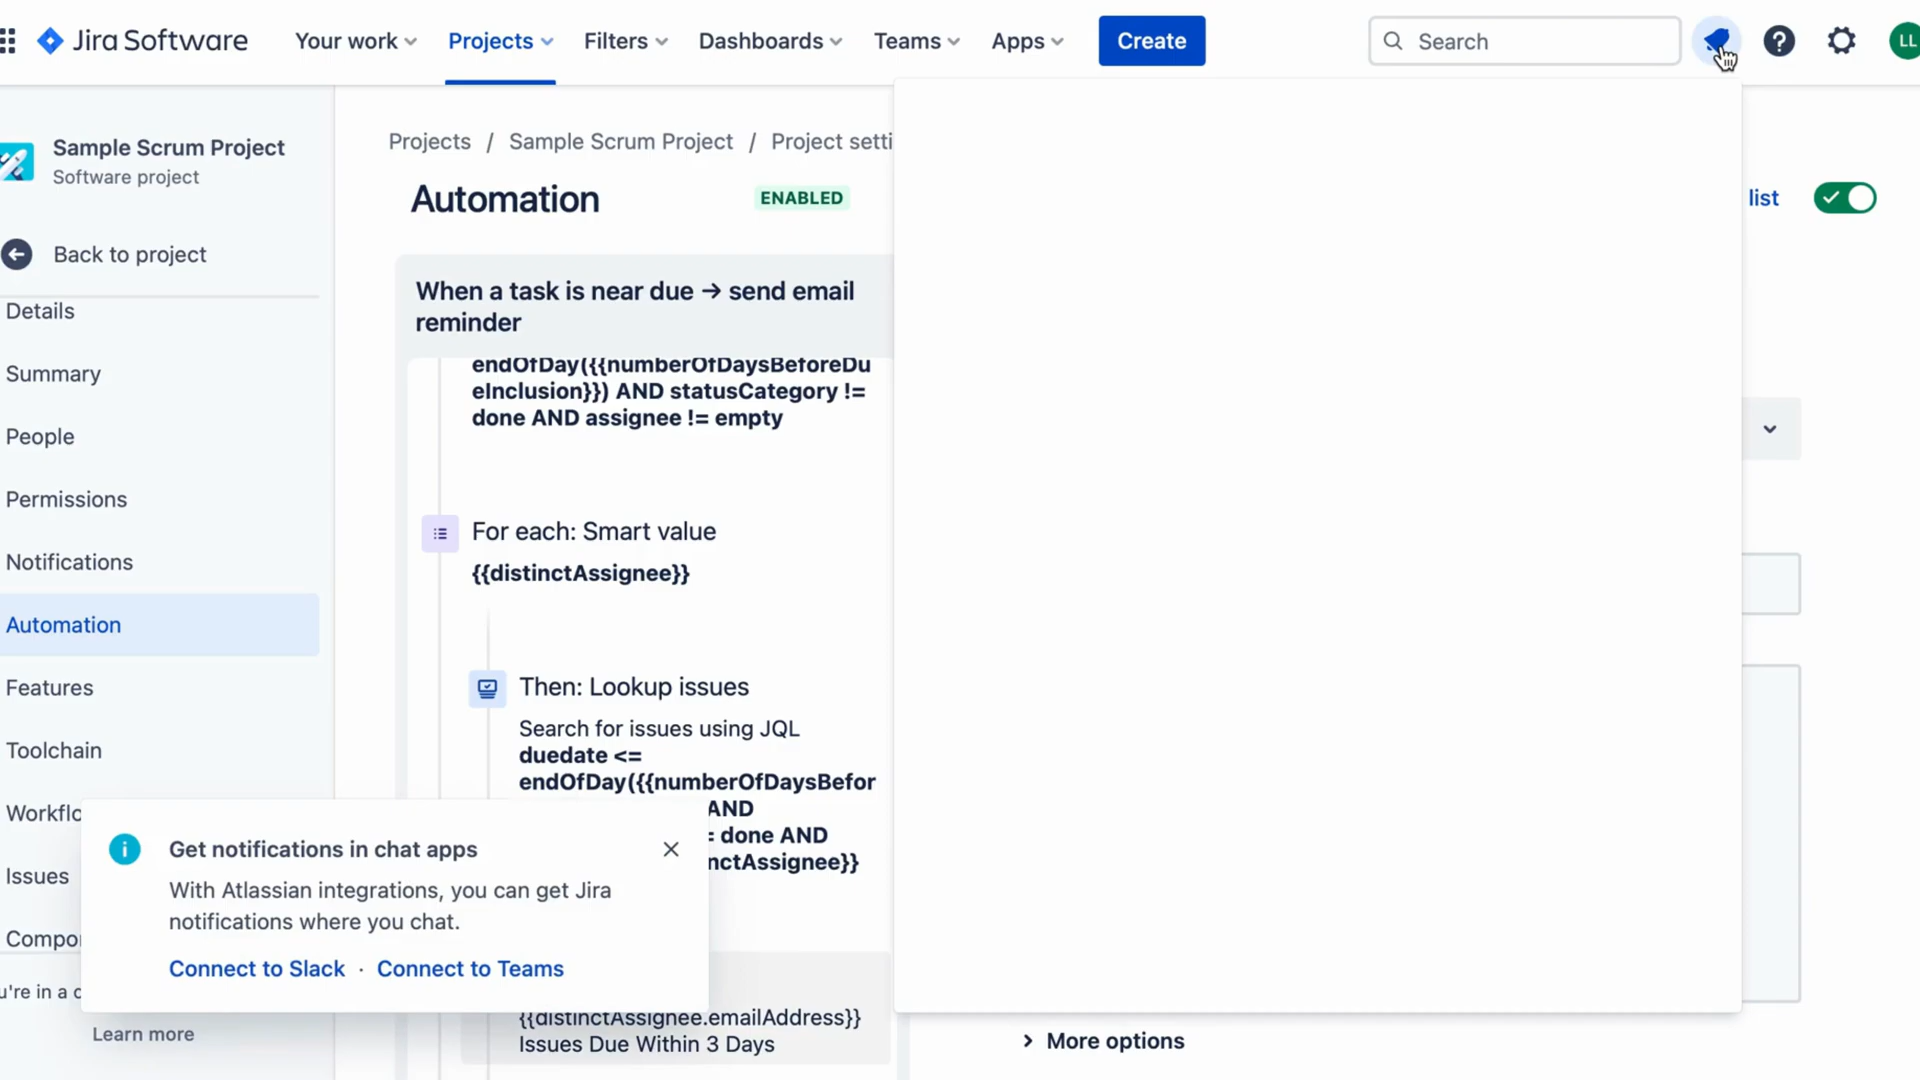 Jira Software
Your work
Projects
Filters
Dashboards
Teams
Apps
Create
Search
LL
Sample Scrum Project
Software project
Back to project
Details
Summary
People
Permissions
Notifications
Automation
Features
Toolchain
Workflo
Issues
Compo
u're in a c
Learn more
Projects / Sample Scrum Project / Project setti
Automation
ENABLED
list
When a task is near due → send email
reminder
endOfDay({{numberOfDaysBeforeDu
eInclusion}}) AND statusCategory !=
done AND assignee != empty
For each: Smart value
{{distinctAssignee}}
Then: Lookup issues
Search for issues using JQL
duedate <=
endOfDay({{numberOfDaysBefor
AND
= done AND
nctAssignee}}
{{distinctAssignee.emailAddress}}
Issues Due Within 3 Days
Get notifications in chat apps
With Atlassian integrations, you can get Jira
notifications where you chat.
Connect to Slack · Connect to Teams
More options